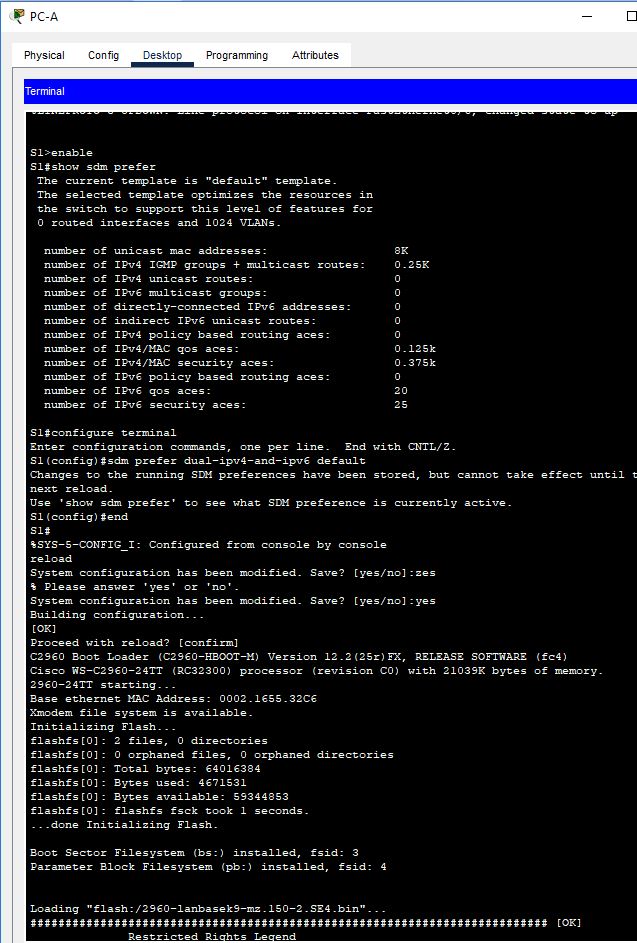 PC-A
Physical Config Desktop Programming Attributes
Terminal
S1>enable
S1#show sdm prefer
The current template is "default" template.
The selected template optimizes the resources in
the switch to support this level of features for
0 routed interfaces and 1024 VLANs.
number of unicast mac addresses: 8K
number of IPv4 IGMP groups + multicast routes: 0.25K
number of IPv4 unicast routes: 0
number of IPv6 multicast groups: 0
number of directly-connected IPv6 addresses: 0
number of indirect IPv6 unicast routes: 0
number of IPv4 policy based routing aces: 0
number of IPv4/MAC qos aces: 0.125k
number of IPv4/MAC security aces: 0.375k
number of IPv6 policy based routing aces: 0
number of IPv6 qos aces: 20
number of IPv6 security aces: 25
S1#configure terminal
Enter configuration commands, one per line. End with CNTL/Z.
S1(config)#sdm prefer dual-ipv4-and-ipv6 default
Changes to the running SDM preferences have been stored, but cannot take effect until t
next reload.
Use 'show sdm prefer' to see what SDM preference is currently active.
S1(config)#end
S1#
%SYS-5-CONFIG_I: Configured from console by console
reload
System configuration has been modified. Save? [yes/no]:zes
% Please answer 'yes' or 'no'.
System configuration has been modified. Save? [yes/no]:yes
Building configuration...
[OK]
Proceed with reload? [confirm]
C2960 Boot Loader (C2960-HBOOT-M) Version 12.2(25r)FX, RELEASE SOFTWARE (fc4)
Cisco WS-C2960-24TT (RC32300) processor (revision C0) with 21039K bytes of memory.
2960-24TT starting...
Base ethernet MAC Address: 0002.1655.32C6
Xmodem file system is available.
Initializing Flash...
flashfs[0]: 2 files, 0 directories
flashfs[0]: 0 orphaned files, 0 orphaned directories
flashfs[0]: Total bytes: 64016384
flashfs[0]: Bytes used: 4671531
flashfs[0]: Bytes available: 59344853
flashfs[0]: flashfs fsck took 1 seconds.
...done Initializing Flash.
Boot Sector Filesystem (bs:) installed, fsid: 3
Parameter Block Filesystem (pb:) installed, fsid: 4
Loading "flash:/2960-lanbasek9-mz.150-2.SE4.bin"...
########################################################################## [OK]
Restricted Rights Legend